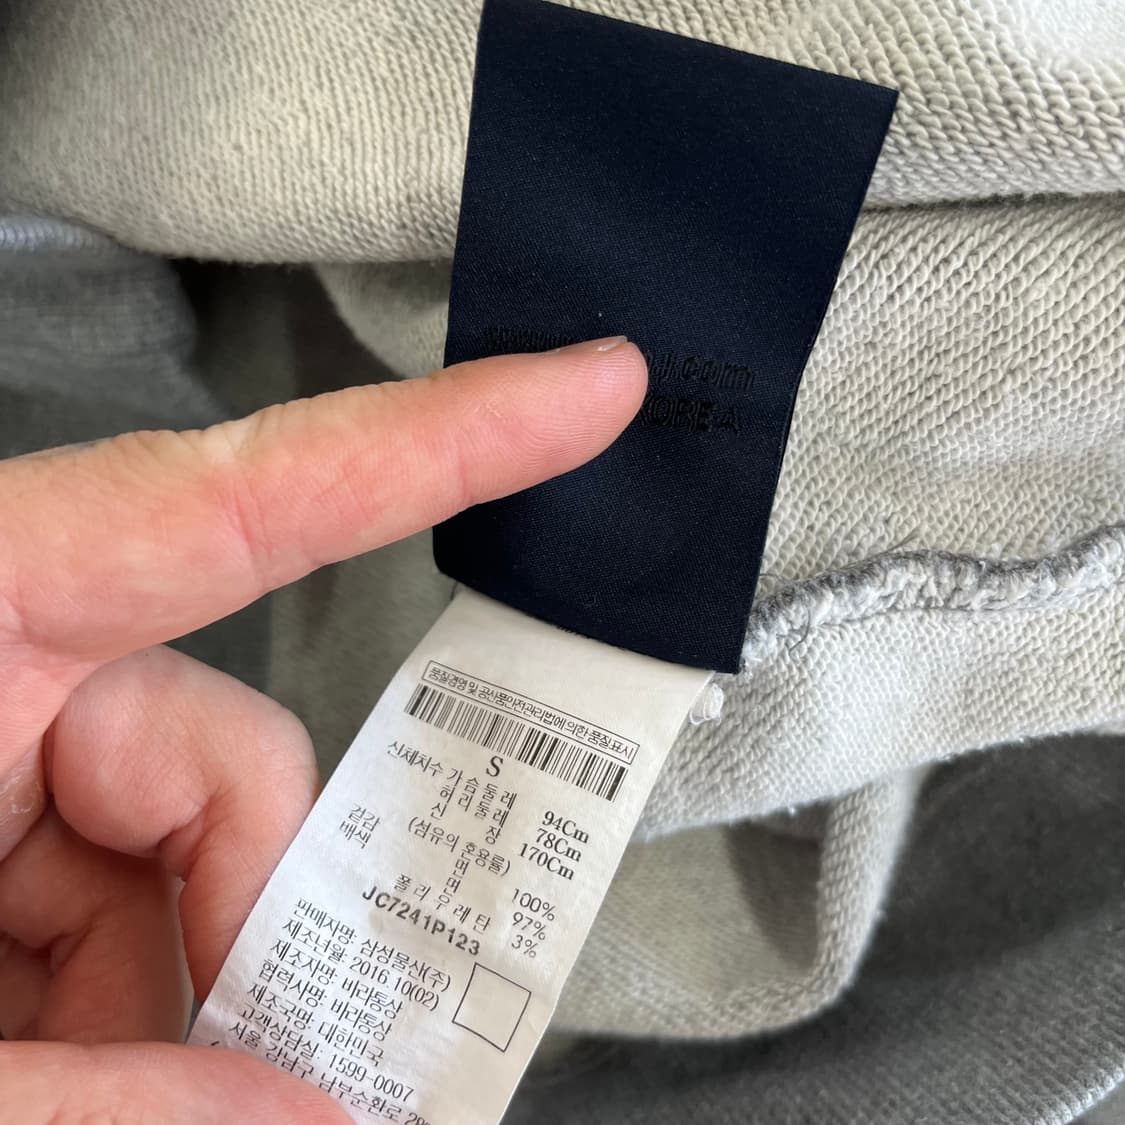 .com
KOREA
품질경영 및 공산품안전관리법에 의한 품질표시
S
신체치수 가슴둘레 94Cm
허리둘레 78Cm
신 장 170Cm
(섬유의 혼용률)
겉감 면 100%
배색 면 97%
폴리우레탄 3%
JC7241P123
판매자명: 삼성물산(주)
제조년월: 2016.10(02)
제조자명: 바라통상
협력사명: 바라통상
제조국명: 대한민국
고객상담실: 1599-0007
서울 강남구 남부순환로